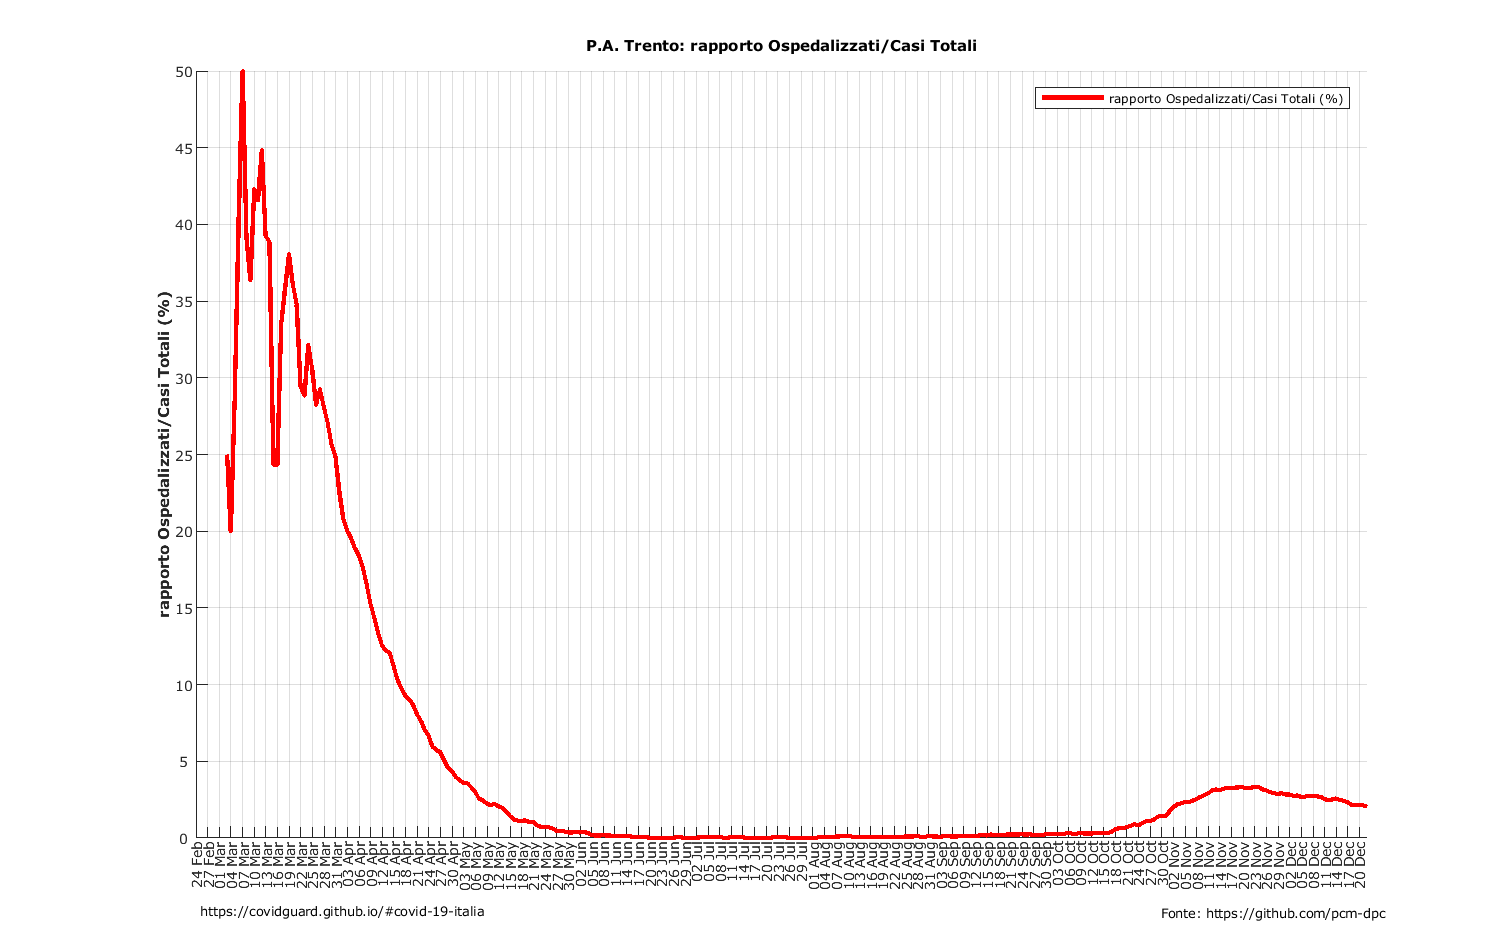 P.A. Trento: rapporto Ospedalizzati/Casi Totali
rapporto Ospedalizzati/Casi Totali (%)
rapporto Ospedalizzati/Casi Totali (%)
50
45
40
35
30
25
20
15
10
5
0
24 Feb
27 Feb
01 Mar
04 Mar
07 Mar
10 Mar
13 Mar
16 Mar
19 Mar
22 Mar
25 Mar
28 Mar
31 Mar
03 Apr
06 Apr
09 Apr
12 Apr
15 Apr
18 Apr
21 Apr
24 Apr
27 Apr
30 Apr
03 May
06 May
09 May
12 May
15 May
18 May
21 May
24 May
27 May
30 May
02 Jun
05 Jun
08 Jun
11 Jun
14 Jun
17 Jun
20 Jun
23 Jun
26 Jun
29 Jun
02 Jul
05 Jul
08 Jul
11 Jul
14 Jul
17 Jul
20 Jul
23 Jul
26 Jul
29 Jul
01 Aug
04 Aug
07 Aug
10 Aug
13 Aug
16 Aug
19 Aug
22 Aug
25 Aug
28 Aug
31 Aug
03 Sep
06 Sep
09 Sep
12 Sep
15 Sep
18 Sep
21 Sep
24 Sep
27 Sep
30 Sep
03 Oct
06 Oct
09 Oct
12 Oct
15 Oct
18 Oct
21 Oct
24 Oct
27 Oct
30 Oct
02 Nov
05 Nov
08 Nov
11 Nov
14 Nov
17 Nov
20 Nov
23 Nov
26 Nov
29 Nov
02 Dec
05 Dec
08 Dec
11 Dec
14 Dec
17 Dec
20 Dec
https://covidguard.github.io/#covid-19-italia
Fonte: https://github.com/pcm-dpc